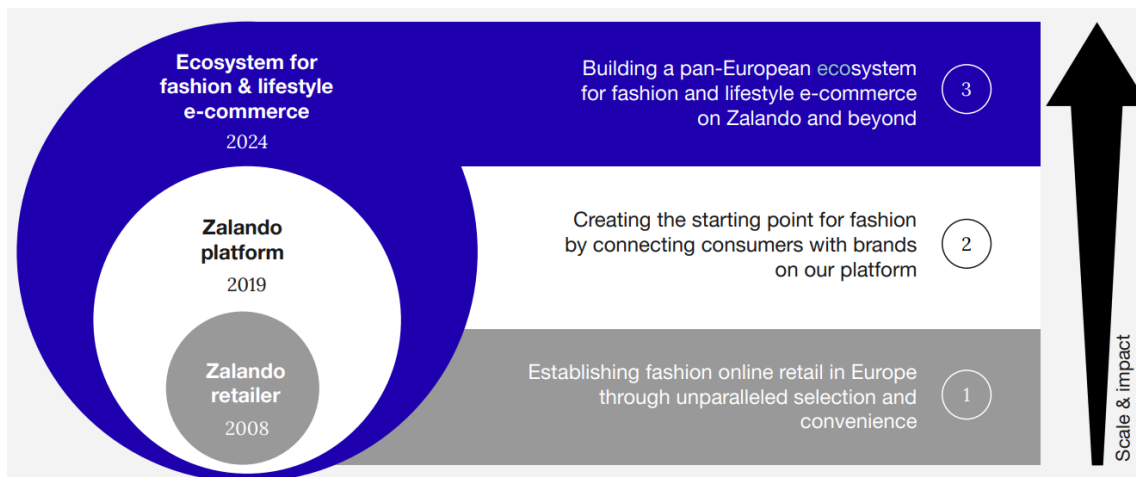 Ecosystem for
fashion & lifestyle
e-commerce
2024
Building a pan-European ecosystem
for fashion and lifestyle e-commerce
on Zalando and beyond
3
Zalando
platform
2019
Creating the starting point for fashion
by connecting consumers with brands
on our platform
2
Zalando
retailer
2008
Establishing fashion online retail in Europe
through unparalleled selection and
convenience
1
Scale & impact